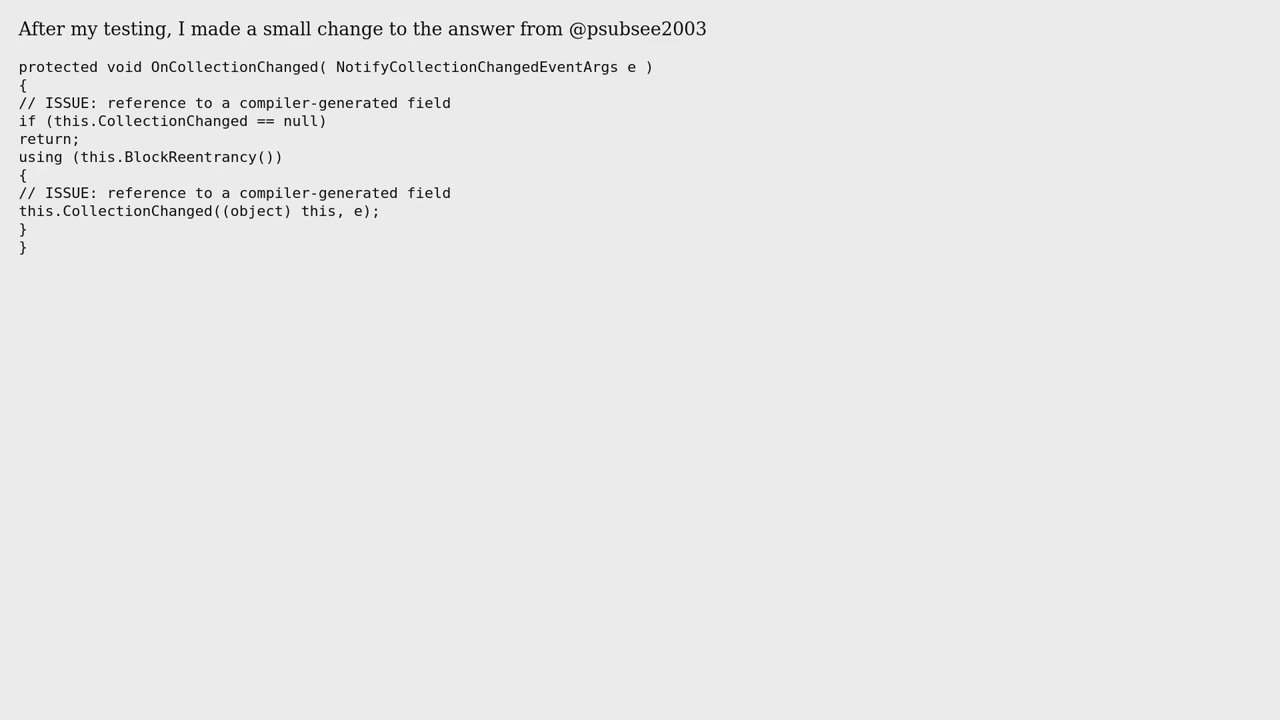 After my testing, I made a small change to the answer from @psubsee2003
protected void OnCollectionChanged( NotifyCollectionChangedEventArgs e )
{
// ISSUE: reference to a compiler-generated field
if (this.CollectionChanged == null)
return;
using (this.BlockReentrancy())
{
// ISSUE: reference to a compiler-generated field
this.CollectionChanged((object) this, e);
}
}